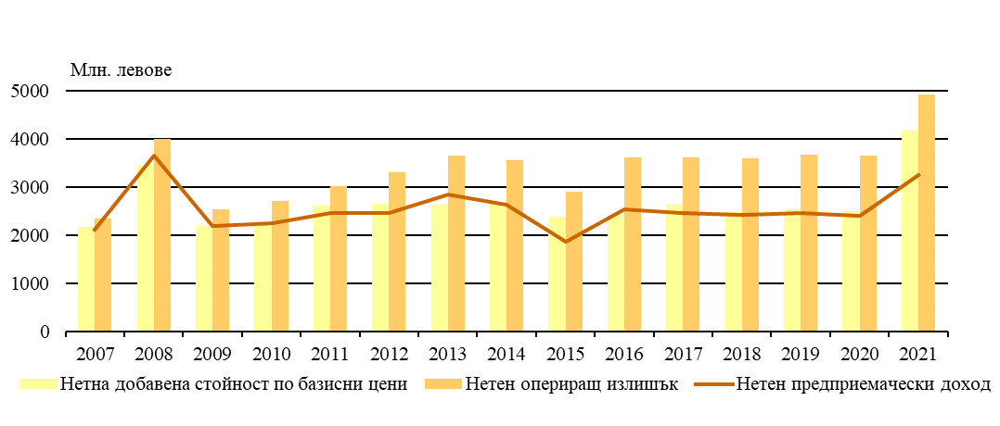 Млн. левове
5000
4000
3000
2000
1000
0
2007 2008 2009 2010 2011 2012 2013 2014 2015 2016 2017 2018 2019 2020 2021
Нетна добавена стойност по базисни цени Нетен опериращ излишък Нетен предприемачески доход